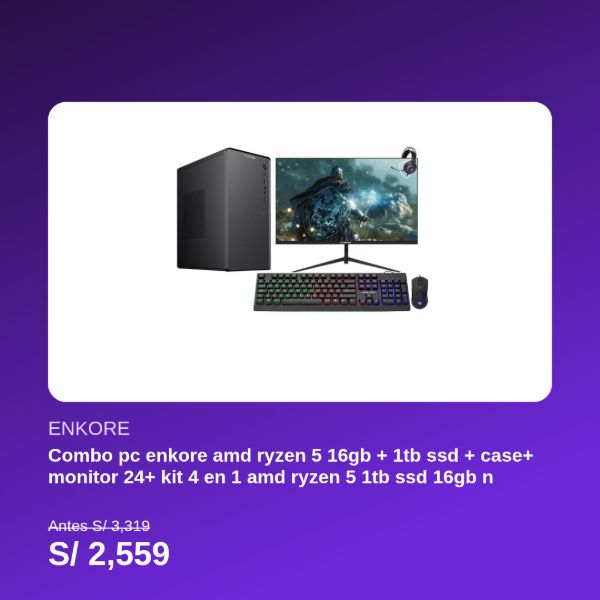 ENKORE
Combo pc enkore amd ryzen 5 16gb + 1tb ssd + case+
monitor 24+ kit 4 en 1 amd ryzen 5 1tb ssd 16gb n
Antes S/ 3,319
S/ 2,559